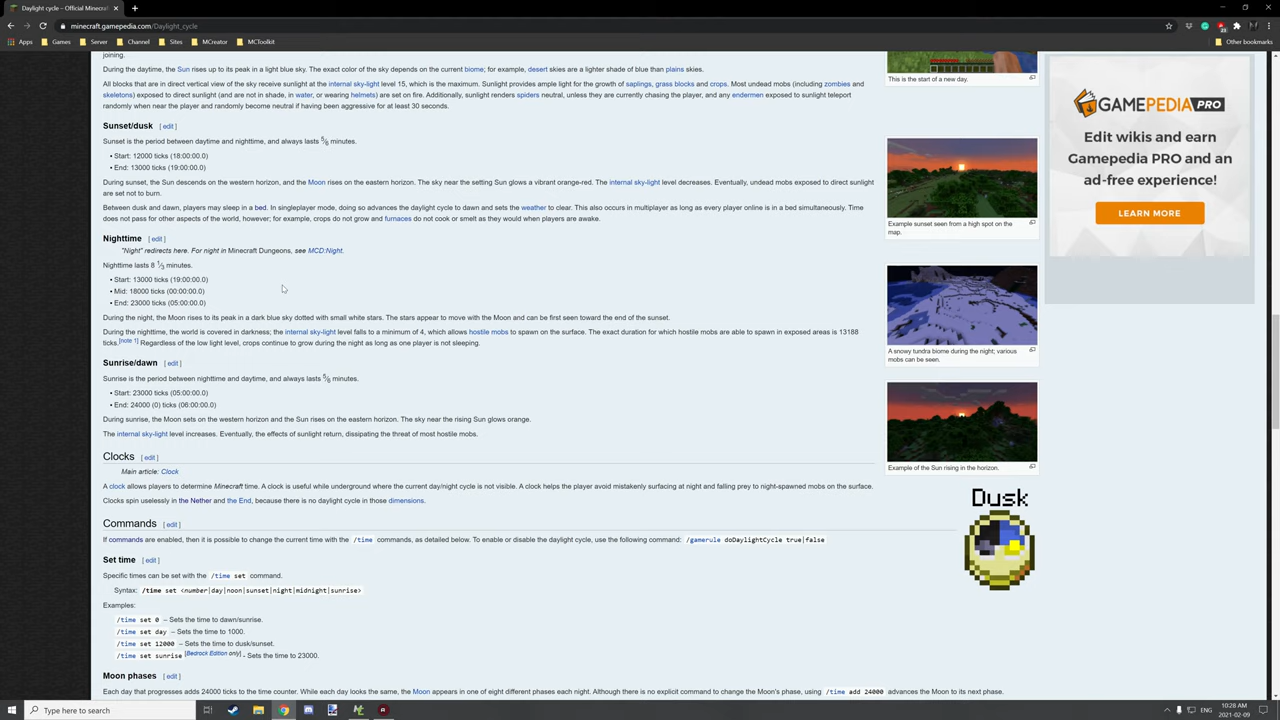 Daylight cycle – Official Minecraf
minecraft.gamepedia.com/Daylight_cycle
Apps Games Server Channel Sites MCreator MCToolkit Other bookmarks
joining.
During the daytime, the Sun rises up to its peak in a light blue sky. The exact color of the sky depends on the current biome; for example, desert skies are a lighter shade of blue than plains skies.
All blocks that are in direct vertical view of the sky receive sunlight at the internal sky-light level 15, which is the maximum. Sunlight provides ample light for the growth of saplings, grass blocks and crops. Most undead mobs (including zombies and
skeletons) exposed to direct sunlight (and are not in shade, in water, or wearing helmets) are set on fire. Additionally, sunlight renders spiders neutral, unless they are currently chasing the player, and any endermen exposed to sunlight teleport
randomly when near the player and randomly become neutral if having been aggressive for at least 30 seconds.
Sunset/dusk [ edit ]
Sunset is the period between daytime and nighttime, and always lasts 5⁄6 minutes.
• Start: 12000 ticks (18:00:00.0)
• End: 13000 ticks (19:00:00.0)
During sunset, the Sun descends on the western horizon, and the Moon rises on the eastern horizon. The sky near the setting Sun glows a vibrant orange-red. The internal sky-light level decreases. Eventually, undead mobs exposed to direct sunlight
are set not to burn.
Between dusk and dawn, players may sleep in a bed. In singleplayer mode, doing so advances the daylight cycle to dawn and sets the weather to clear. This also occurs in multiplayer as long as every player online is in a bed simultaneously. Time
does not pass for other aspects of the world, however; for example, crops do not grow and furnaces do not cook or smelt as they would when players are awake.
Nighttime [ edit ]
"Night" redirects here. For night in Minecraft Dungeons, see MCD:Night.
Nighttime lasts 8 1⁄3 minutes.
• Start: 13000 ticks (19:00:00.0)
• Mid: 18000 ticks (00:00:00.0)
• End: 23000 ticks (05:00:00.0)
During the night, the Moon rises to its peak in a dark blue sky dotted with small white stars. The stars appear to move with the Moon and can be first seen toward the end of the sunset.
During the nighttime, the world is covered in darkness; the internal sky-light level falls to a minimum of 4, which allows hostile mobs to spawn on the surface. The exact duration for which hostile mobs are able to spawn in exposed areas is 13188
ticks.[note 1] Regardless of the low light level, crops continue to grow during the night as long as one player is not sleeping.
Sunrise/dawn [ edit ]
Sunrise is the period between nighttime and daytime, and always lasts 5⁄6 minutes.
• Start: 23000 ticks (05:00:00.0)
• End: 24000 (0) ticks (06:00:00.0)
During sunrise, the Moon sets on the western horizon and the Sun rises on the eastern horizon. The sky near the rising Sun glows orange.
The internal sky-light level increases. Eventually, the effects of sunlight return, dissipating the threat of most hostile mobs.
Clocks [ edit ]
Main article: Clock
A clock allows players to determine Minecraft time. A clock is useful while underground where the current day/night cycle is not visible. A clock helps the player avoid mistakenly surfacing at night and falling prey to night-spawned mobs on the surface.
Clocks spin uselessly in the Nether and the End, because there is no daylight cycle in those dimensions.
Commands [ edit ]
If commands are enabled, then it is possible to change the current time with the /time commands, as detailed below. To enable or disable the daylight cycle, use the following command: /gamerule doDaylightCycle true|false
Set time [ edit ]
Specific times can be set with the /time set command.
Syntax: /time set <number|day|noon|sunset|night|midnight|sunrise>
Examples:
/time set 0 – Sets the time to dawn/sunrise.
/time set day – Sets the time to 1000.
/time set 12000 – Sets the time to dusk/sunset.
/time set sunrise [Bedrock Edition only] - Sets the time to 23000.
Moon phases [ edit ]
Each day that progresses adds 24000 ticks to the time counter. While each day looks the same, the Moon appears in one of eight different phases each night. Although there is no explicit command to change the Moon's phase, using /time add 24000 advances the Moon to its next phase.
This is the start of a new day.
Example sunset seen from a high spot on the
map.
A snowy tundra biome during the night; various
mobs can be seen.
Example of the Sun rising in the horizon.
Dusk
GAMEPEDIA PRO
Edit wikis and earn
Gamepedia PRO and an
ad-free experience!
LEARN MORE
Type here to search
ENG
10:28 AM
2021-02-09